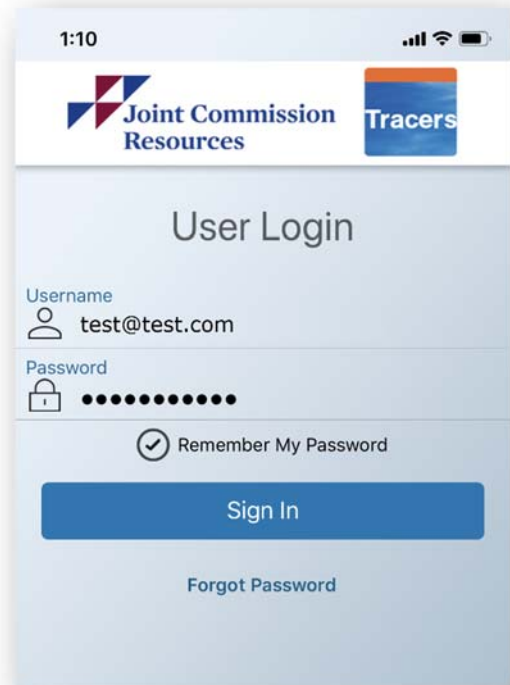 1:10
Joint Commission
Resources
Tracers
User Login
Username
test@test.com
Password
•••••••••••
Remember My Password
Sign In
Forgot Password